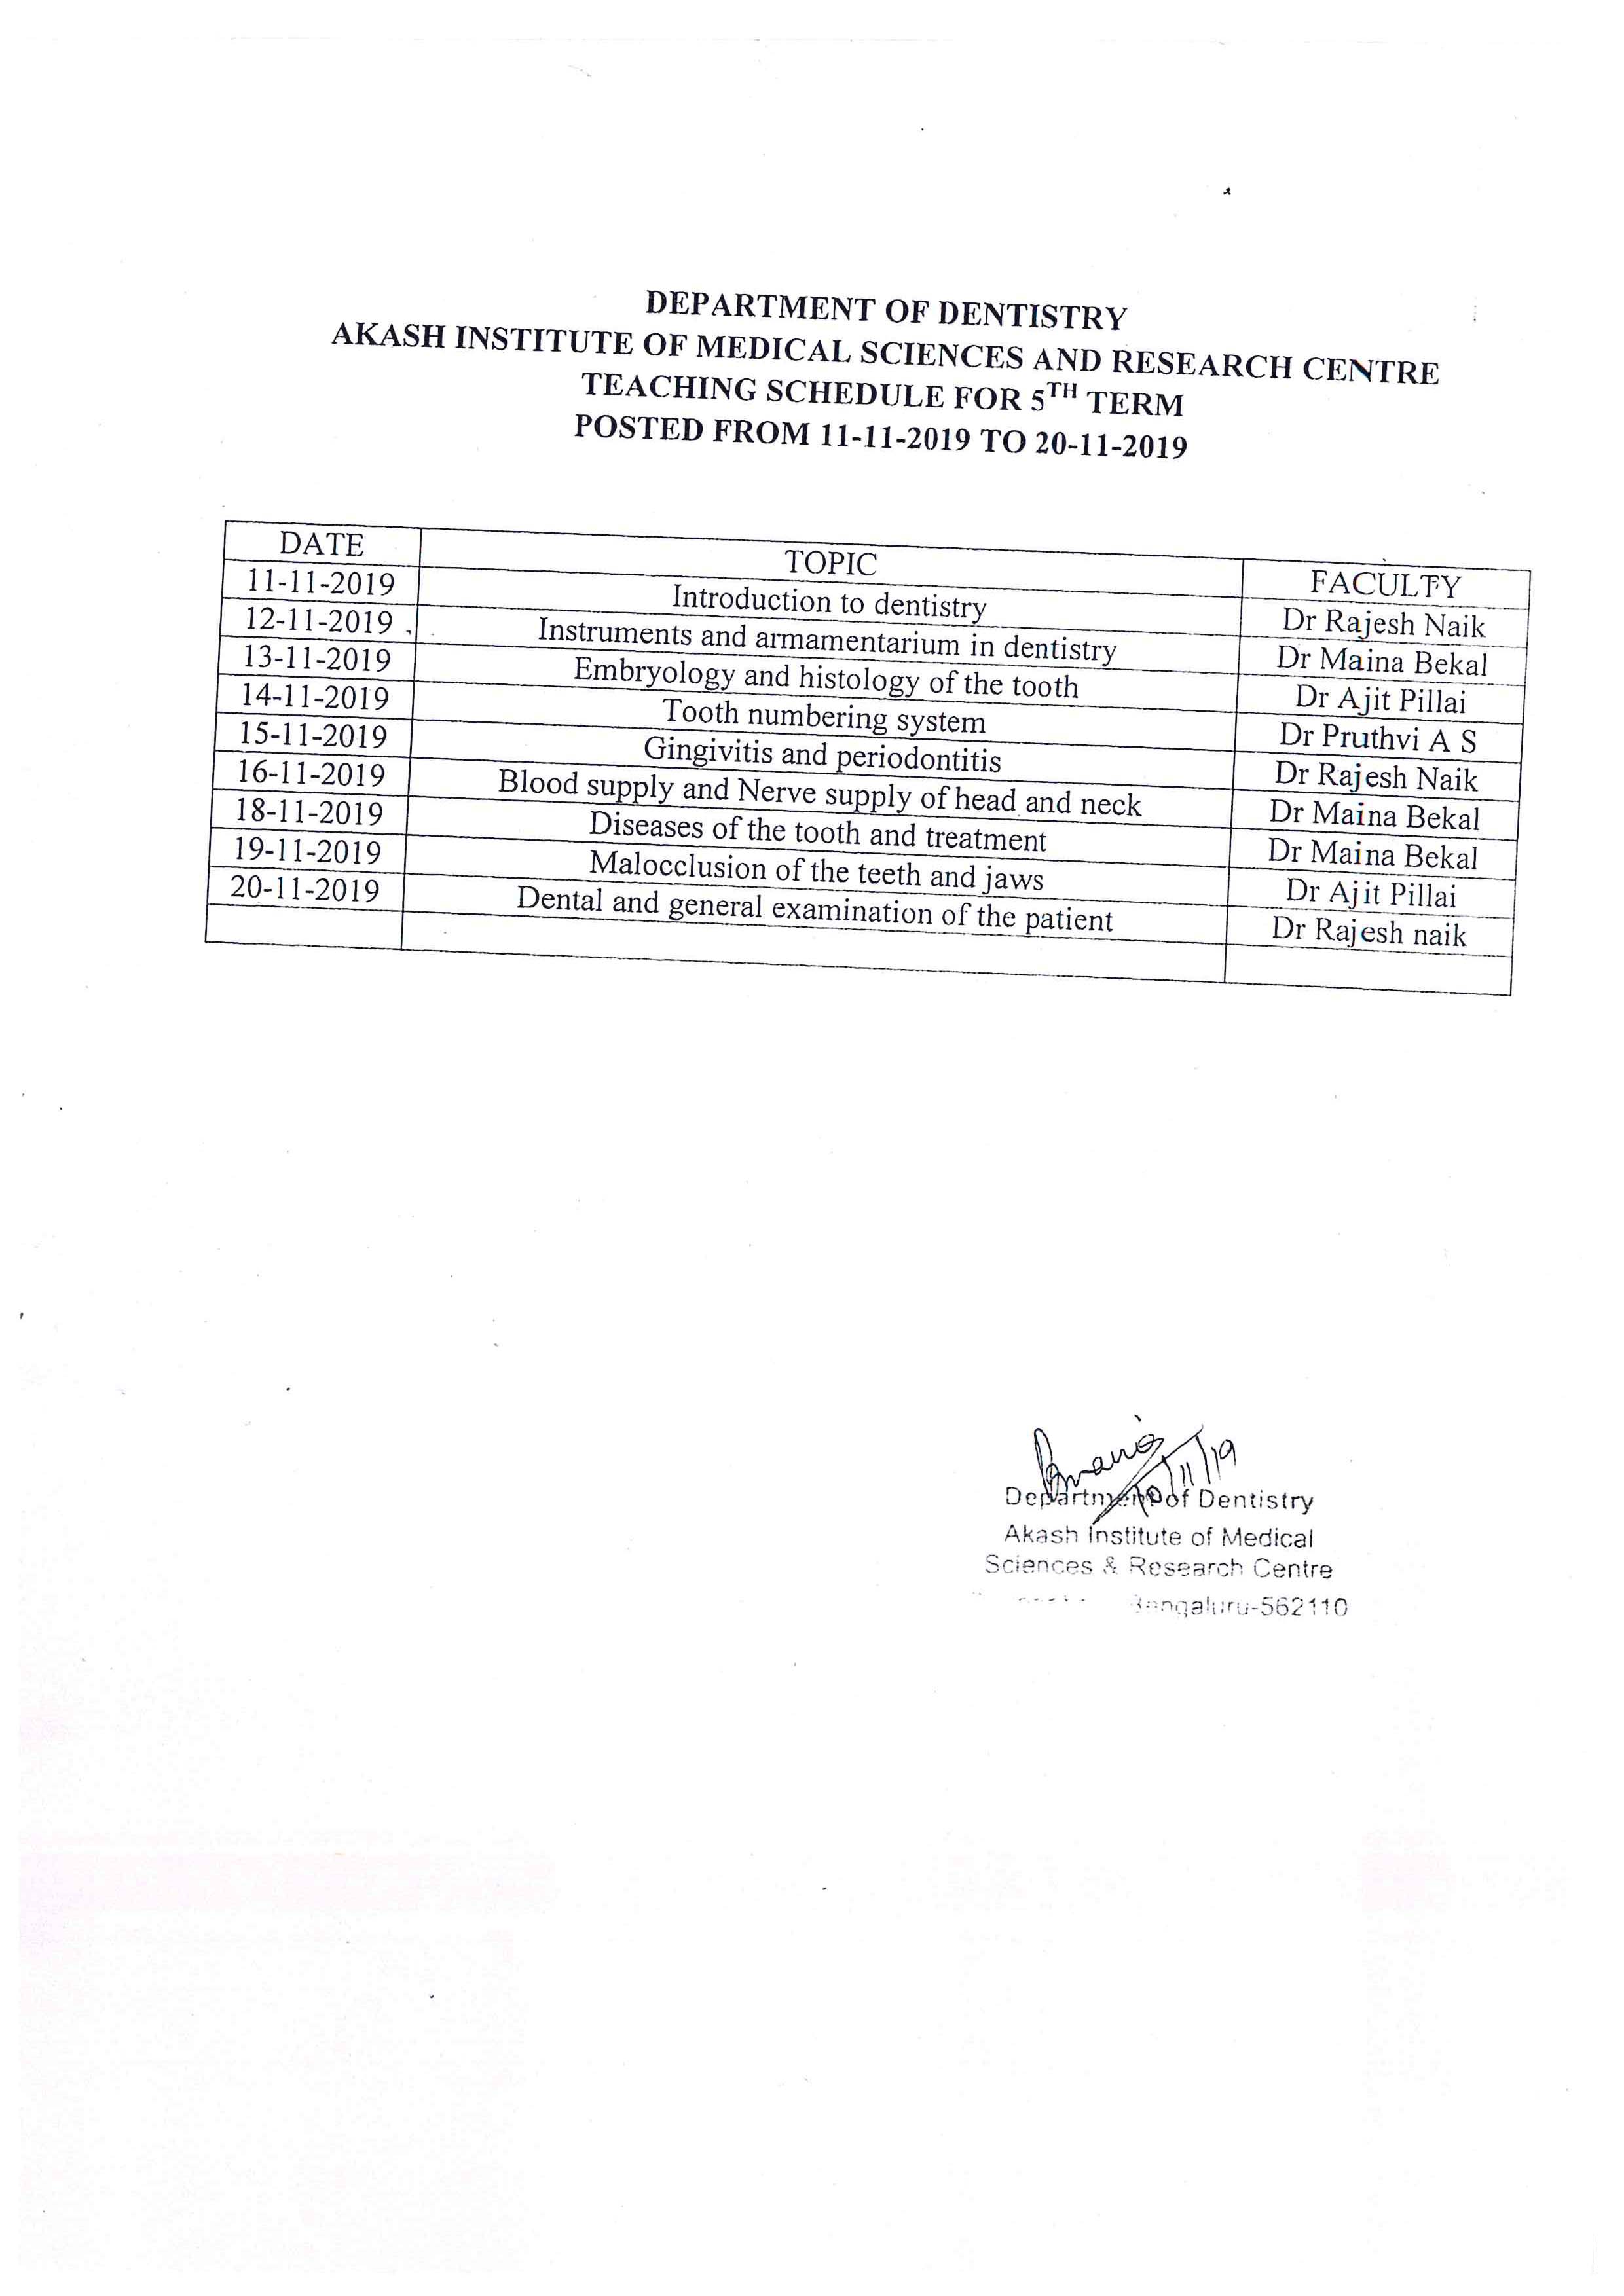 DEPARTMENT OF DENTISTRY
AKASH INSTITUTE OF MEDICAL SCIENCES AND RESEARCH CENTRE
TEACHING SCHEDULE FOR 5TH TERM
POSTED FROM 11-11-2019 TO 20-11-2019
DATE TOPIC FACULTY
11-11-2019 Introduction to dentistry Dr Rajesh Naik
12-11-2019 Instruments and armamentarium in dentistry Dr Maina Bekal
13-11-2019 Embryology and histology of the tooth Dr Ajit Pillai
14-11-2019 Tooth numbering system Dr Pruthvi A S
15-11-2019 Gingivitis and periodontitis Dr Rajesh Naik
16-11-2019 Blood supply and Nerve supply of head and neck Dr Maina Bekal
18-11-2019 Diseases of the tooth and treatment Dr Maina Bekal
19-11-2019 Malocclusion of the teeth and jaws Dr Ajit Pillai
20-11-2019 Dental and general examination of the patient Dr Rajesh naik
Department of Dentistry
Akash Institute of Medical
Sciences & Research Centre
Bengaluru-562110